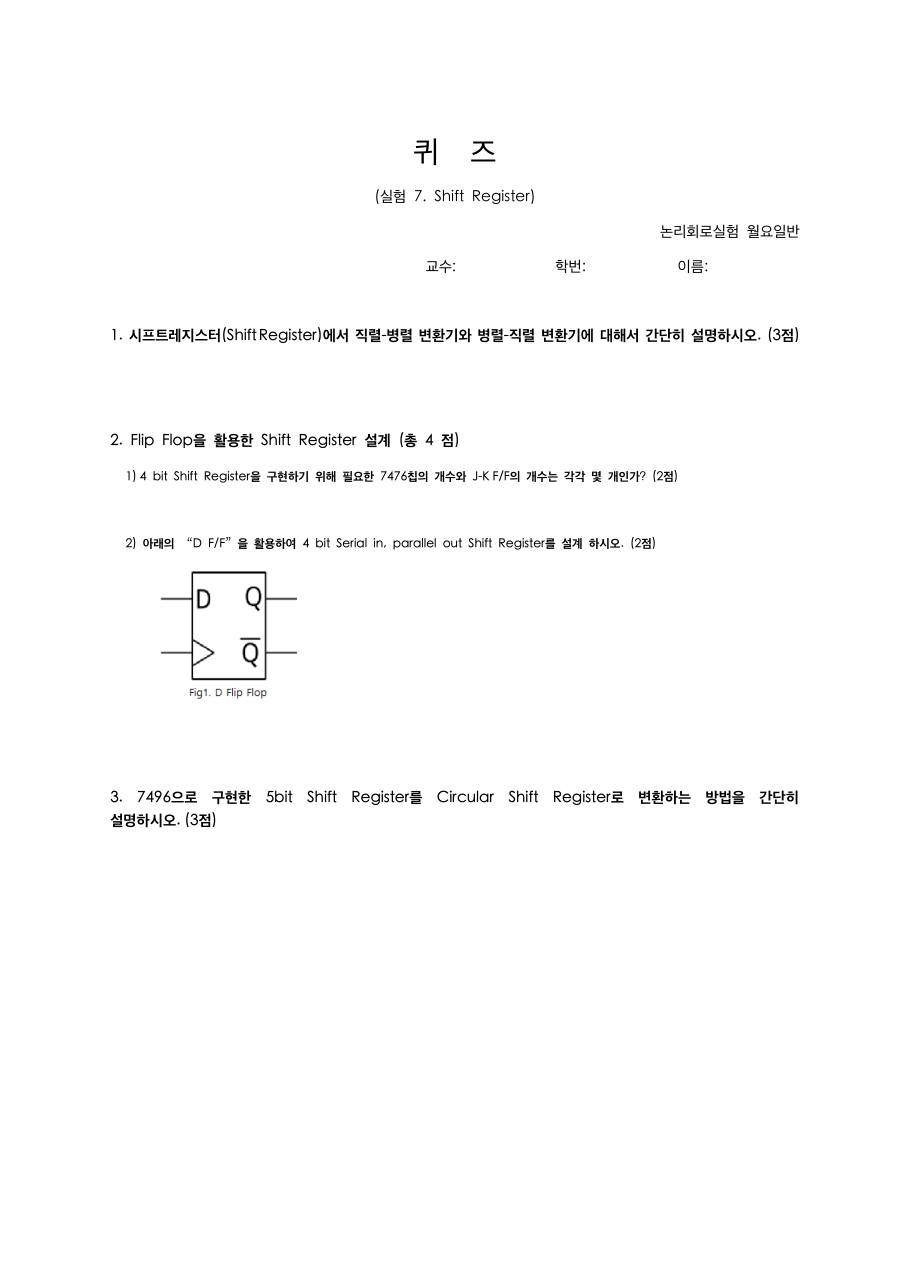 퀴 즈
(실험 7. Shift Register)
논리회로실험 월요일반
교수: 학번: 이름:
1. 시프트레지스터(Shift Register)에서 직렬-병렬 변환기와 병렬-직렬 변환기에 대해서 간단히 설명하시오. (3점)
2. Flip Flop을 활용한 Shift Register 설계 (총 4 점)
1) 4 bit Shift Register을 구현하기 위해 필요한 7476칩의 개수와 J-K F/F의 개수는 각각 몇 개인가? (2점)
2) 아래의 “D F/F”을 활용하여 4 bit Serial in, parallel out Shift Register를 설계 하시오. (2점)
D Q
Q̅
Fig1. D Flip Flop
3. 7496으로 구현한 5bit Shift Register를 Circular Shift Register로 변환하는 방법을 간단히
설명하시오. (3점)